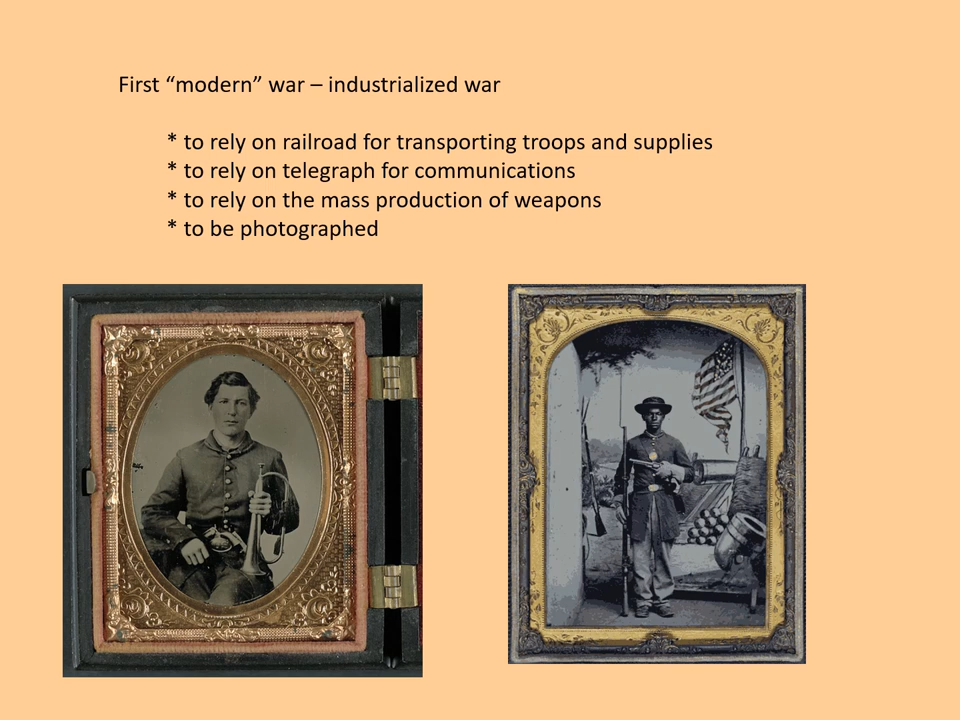 First “modern” war – industrialized war
* to rely on railroad for transporting troops and supplies
* to rely on telegraph for communications
* to rely on the mass production of weapons
* to be photographed